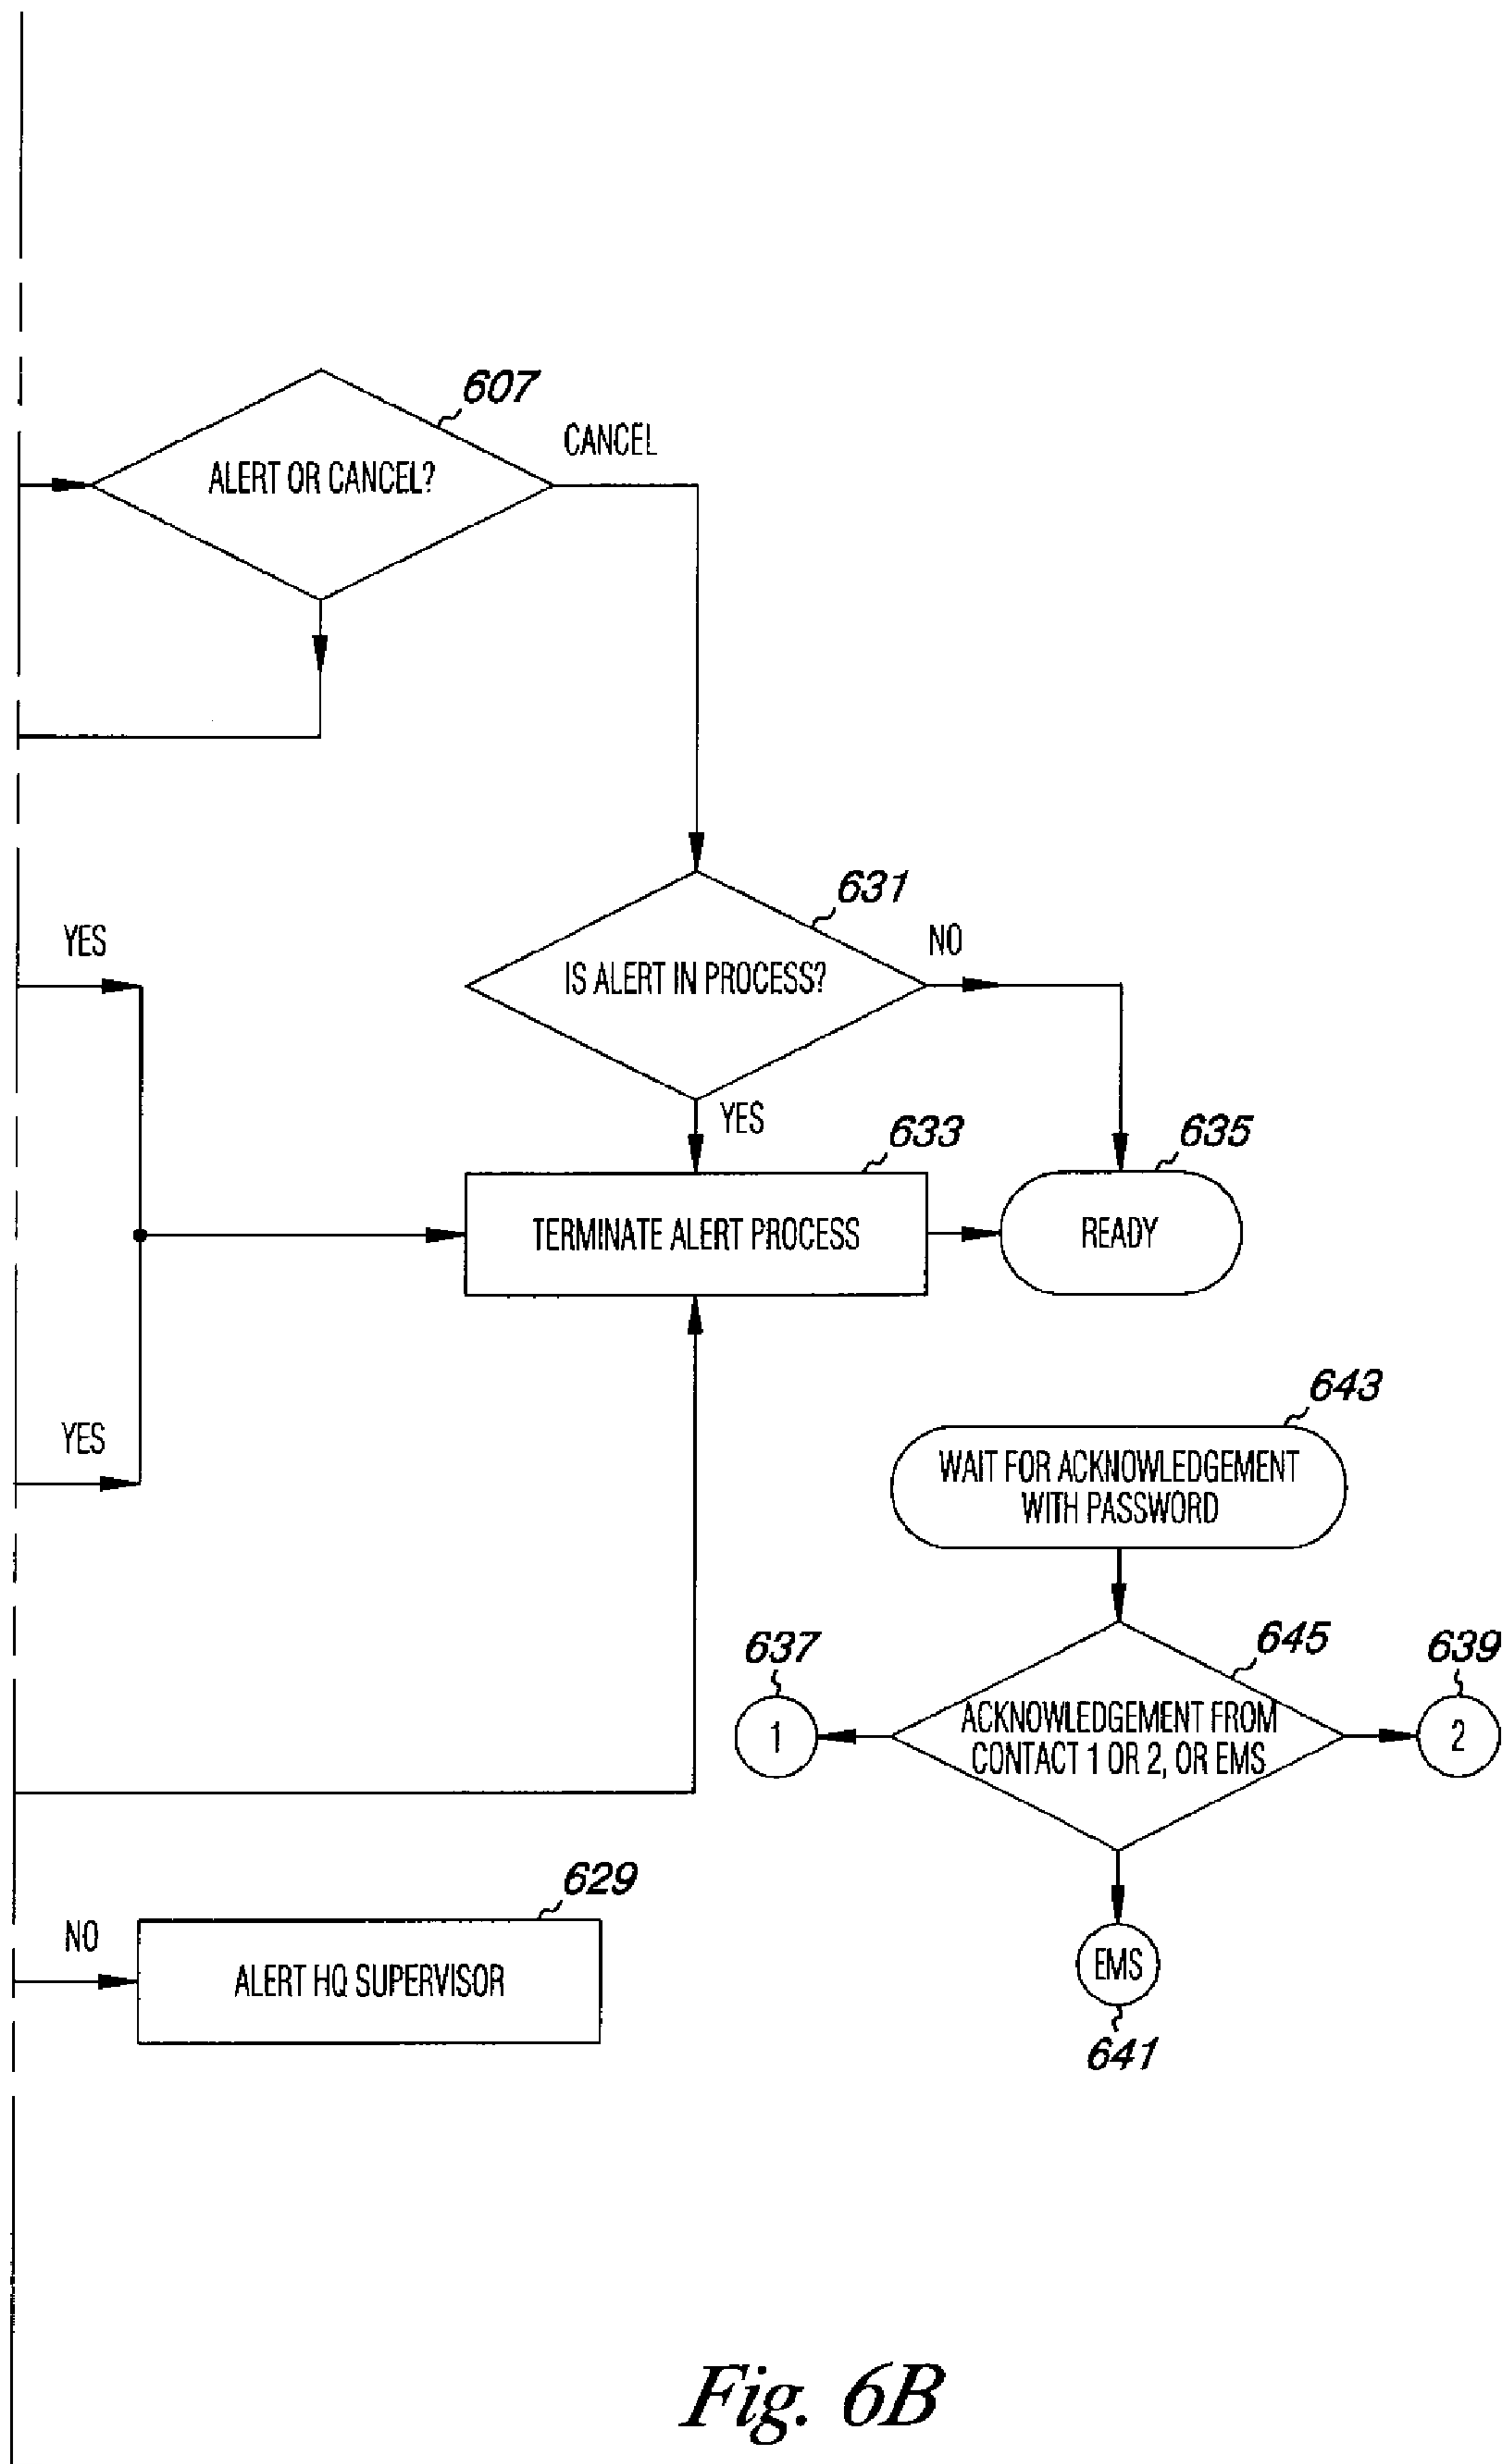 607
CANCEL
ALERT OR CANCEL?
631
YES
NO
IS ALERT IN PROCESS?
YES
633
635
TERMINATE ALERT PROCESS
READY
643
YES
WAIT FOR ACKNOWLEDGEMENT
WITH PASSWORD
637
645
639
1
ACKNOWLEDGEMENT FROM
CONTACT 1 OR 2, OR EMS
2
629
NO
ALERT HQ SUPERVISOR
EMS
641
Fig. 6B